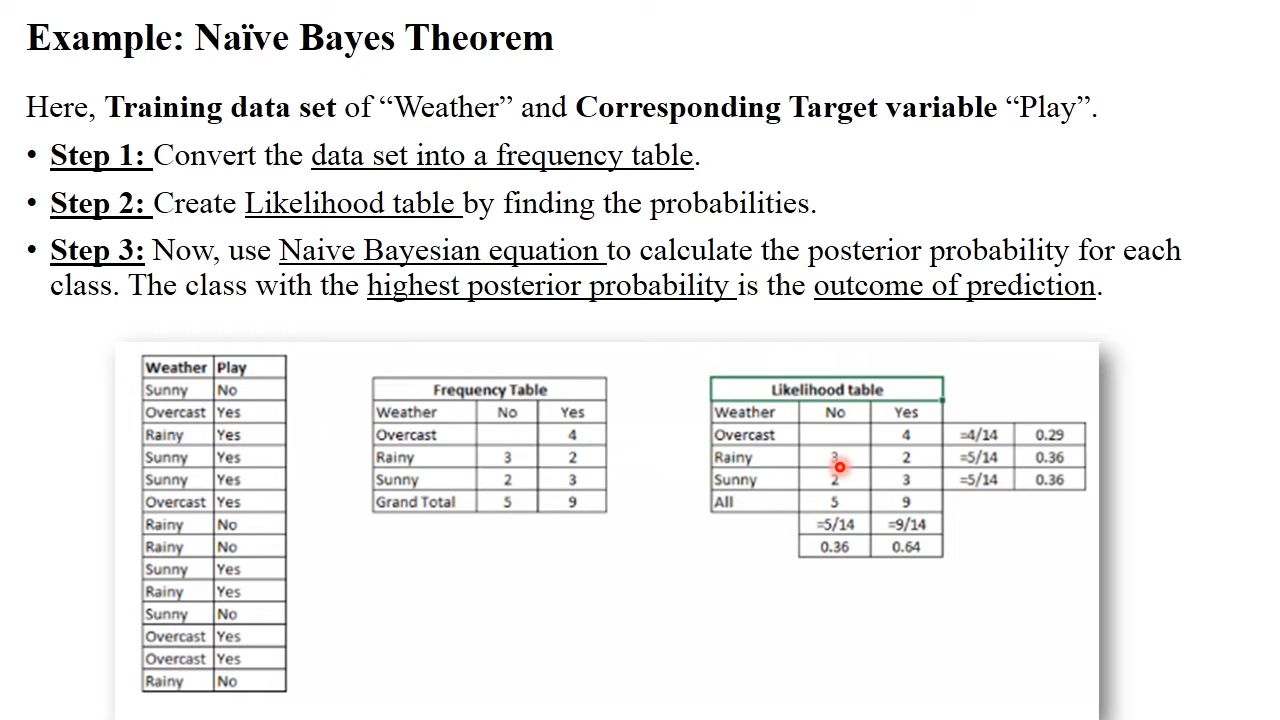 Example: Naïve Bayes Theorem
Here, Training data set of “Weather” and Corresponding Target variable “Play”.
• Step 1: Convert the data set into a frequency table.
• Step 2: Create Likelihood table by finding the probabilities.
• Step 3: Now, use Naive Bayesian equation to calculate the posterior probability for each
class. The class with the highest posterior probability is the outcome of prediction.
Weather Play
Sunny No
Overcast Yes
Rainy Yes
Sunny Yes
Sunny Yes
Overcast Yes
Rainy No
Rainy No
Sunny Yes
Rainy Yes
Sunny No
Overcast Yes
Overcast Yes
Rainy No
Frequency Table
Weather No Yes
Overcast 4
Rainy 3 2
Sunny 2 3
Grand Total 5 9
Likelihood table
Weather No Yes
Overcast 4 =4/14 0.29
Rainy 3 2 =5/14 0.36
Sunny 2 3 =5/14 0.36
All 5 9
=5/14 =9/14
0.36 0.64